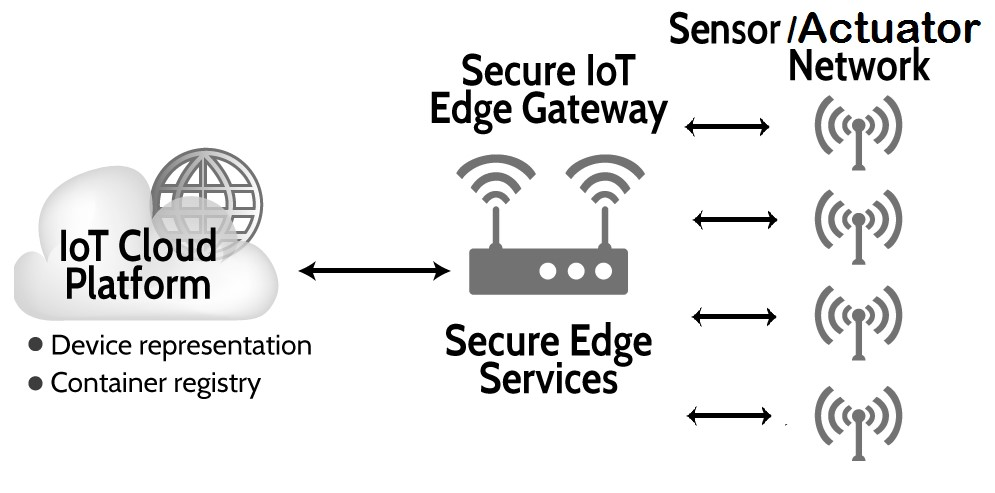 Sensor /Actuator
Network
Secure IoT
Edge Gateway
IoT Cloud
Platform
Device representation
Container registry
Secure Edge
Services